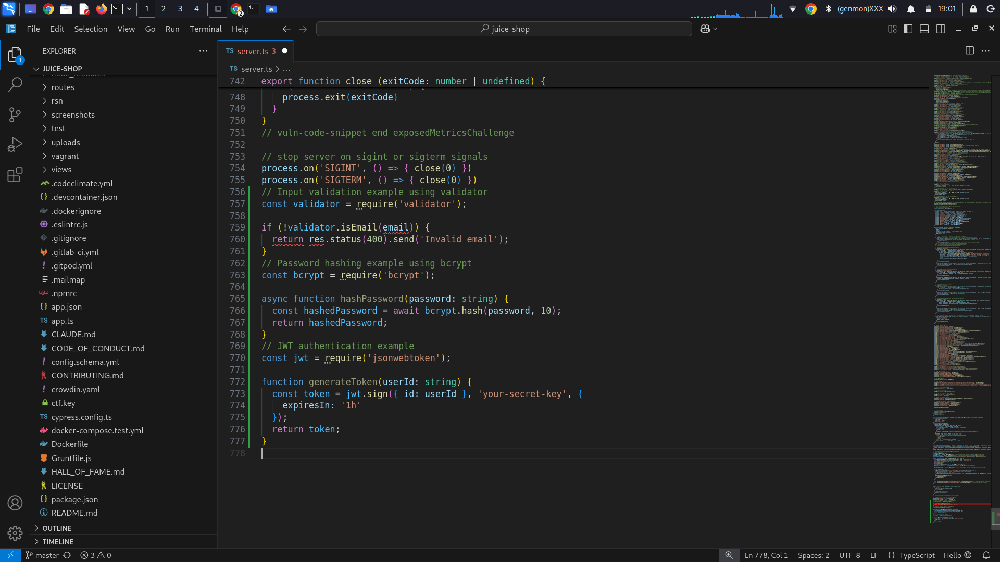 1 2 3 4
2
(genmon)XXX 19:01
File Edit Selection View Go Run Terminal Help
juice-shop
1
EXPLORER
JUICE-SHOP
node_modules
routes
rsn
screenshots
test
uploads
vagrant
views
.codeclimate.yml
.devcontainer.json
.dockerignore
.eslintrc.js
.gitignore
.gitlab-ci.yml
.gitpod.yml
.mailmap
.npmrc
app.json
TS app.ts
CLAUDE.md
CODE_OF_CONDUCT.md
config.schema.yml
CONTRIBUTING.md
crowdin.yaml
ctf.key
TS cypress.config.ts
docker-compose.test.yml
Dockerfile
Gruntfile.js
HALL_OF_FAME.md
LICENSE
package.json
README.md
OUTLINE
TIMELINE
TS server.ts 3
TS server.ts > ...
742 export function close (exitCode: number | undefined) {
748 process.exit(exitCode)
749 }
750 }
751 // vuln-code-snippet end exposedMetricsChallenge
752
753 // stop server on sigint or sigterm signals
754 process.on('SIGINT', () => { close(0) })
755 process.on('SIGTERM', () => { close(0) })
756 // Input validation example using validator
757 const validator = require('validator');
758
759 if (!validator.isEmail(email)) {
760 return res.status(400).send('Invalid email');
761 }
762 // Password hashing example using bcrypt
763 const bcrypt = require('bcrypt');
764
765 async function hashPassword(password: string) {
766 const hashedPassword = await bcrypt.hash(password, 10);
767 return hashedPassword;
768 }
769 // JWT authentication example
770 const jwt = require('jsonwebtoken');
771
772 function generateToken(userId: string) {
773 const token = jwt.sign({ id: userId }, 'your-secret-key', {
774 expiresIn: '1h'
775 });
776 return token;
777 }
778
master 3 0
Ln 778, Col 1 Spaces: 2 UTF-8 LF {} TypeScript Hello